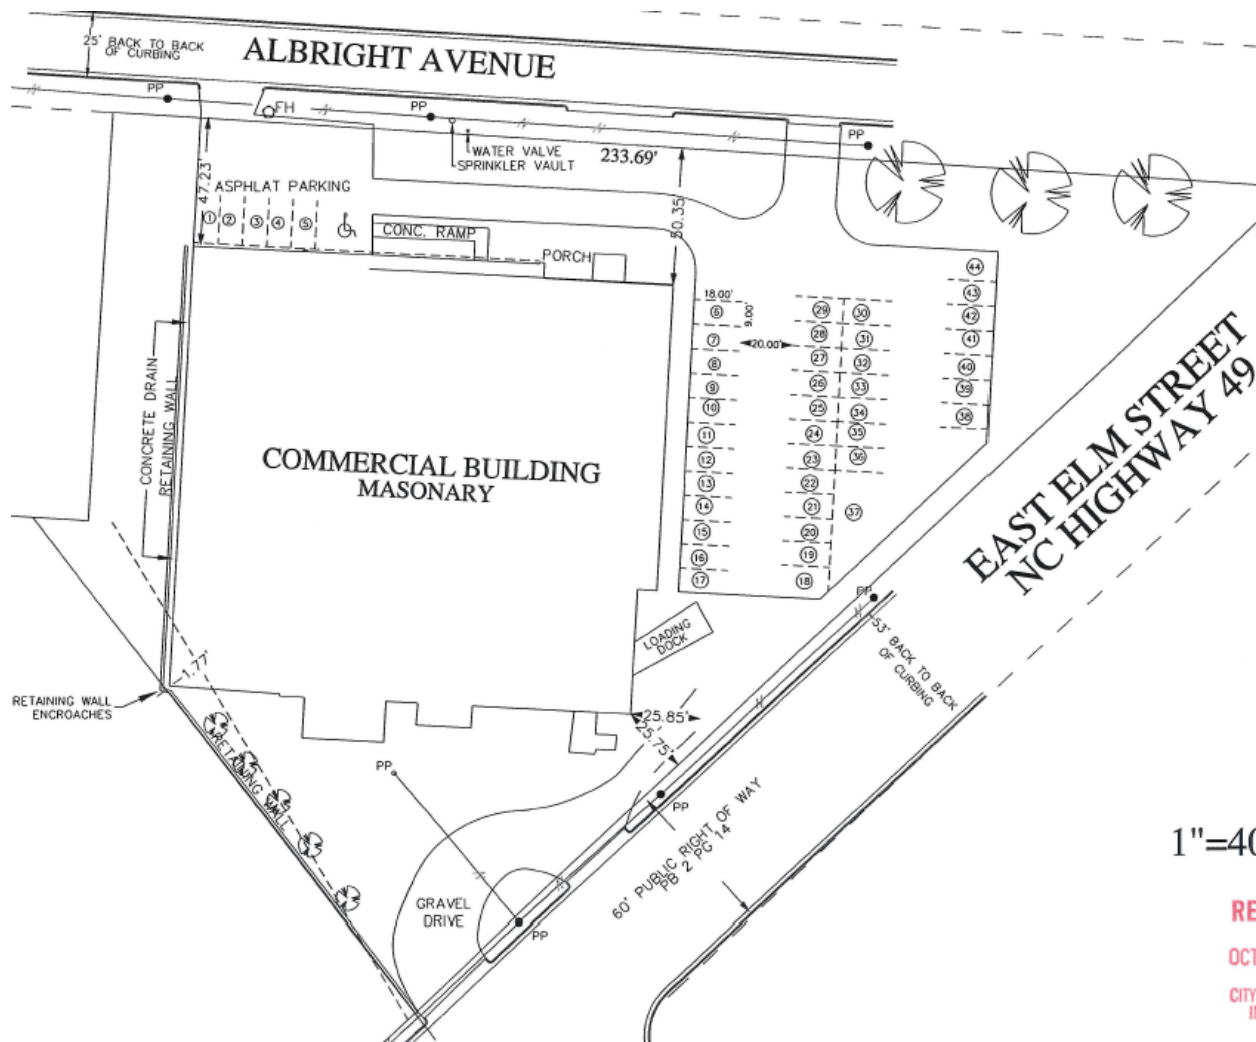 25' BACK TO BACK
OF CURBING
ALBRIGHT AVENUE
PP
FH
PP
WATER VALVE
SPRINKLER VAULT
233.69'
PP
47.23'
ASPHLAT PARKING
1 2 3 4 5
CONC. RAMP
PORCH
50.35'
18.00'
9.00'
20.00'
6
7
8
9
10
11
12
13
14
15
16
17
29
28
27
26
25
24
23
22
21
20
19
18
30
31
32
33
34
35
36
37
44
43
42
41
40
39
38
CONCRETE DRAIN
RETAINING WALL
COMMERCIAL BUILDING
MASONARY
EAST ELM STREET
NC HIGHWAY 49
PP
LOADING
DOCK
53' BACK TO BACK
OF CURBING
1.77'
RETAINING WALL
ENCROACHES
RETAINING WALL
25.85'
25.75'
PP
PP
60' PUBLIC RIGHT OF WAY
PB 2 PG 14
GRAVEL
DRIVE
PP
1"=40
RE
OCT
CITY